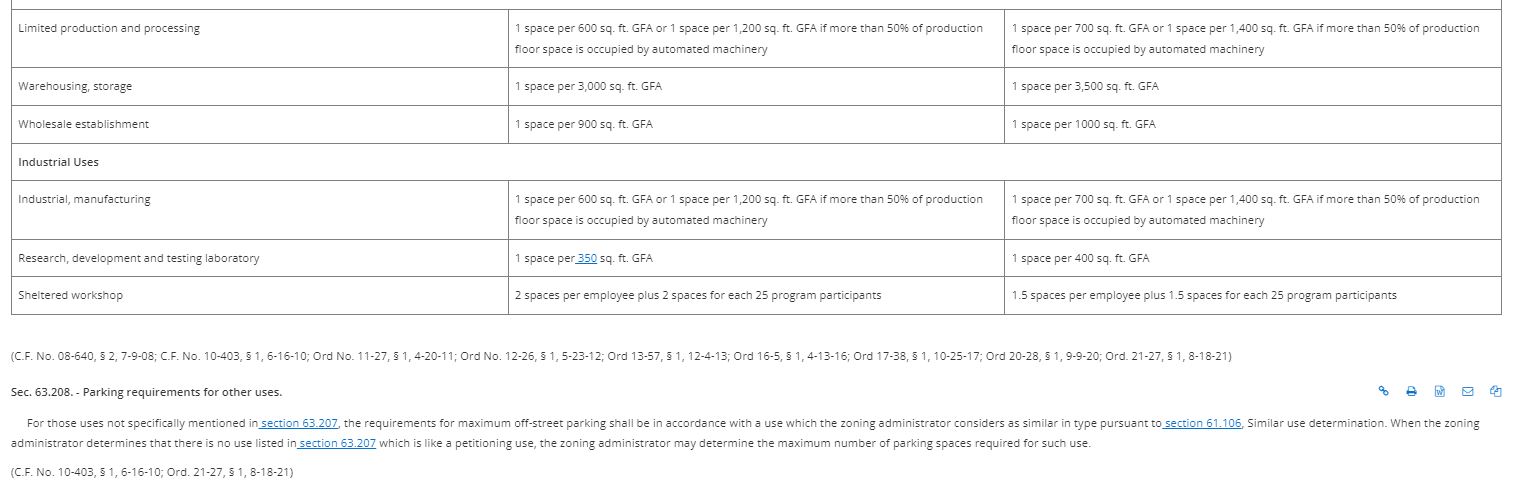 Limited production and processing
1 space per 600 sq. ft. GFA or 1 space per 1,200 sq. ft. GFA if more than 50% of production
floor space is occupied by automated machinery
1 space per 700 sq. ft. GFA or 1 space per 1,400 sq. ft. GFA if more than 50% of production
floor space is occupied by automated machinery
Warehousing, storage
1 space per 3,000 sq. ft. GFA
1 space per 3,500 sq. ft. GFA
Wholesale establishment
1 space per 900 sq. ft. GFA
1 space per 1000 sq. ft. GFA
Industrial Uses
Industrial, manufacturing
1 space per 600 sq. ft. GFA or 1 space per 1,200 sq. ft. GFA if more than 50% of production
floor space is occupied by automated machinery
1 space per 700 sq. ft. GFA or 1 space per 1,400 sq. ft. GFA if more than 50% of production
floor space is occupied by automated machinery
Research, development and testing laboratory
1 space per 350 sq. ft. GFA
1 space per 400 sq. ft. GFA
Sheltered workshop
2 spaces per employee plus 2 spaces for each 25 program participants
1.5 spaces per employee plus 1.5 spaces for each 25 program participants
(C.F. No. 08-640, § 2, 7-9-08; C.F. No. 10-403, § 1, 6-16-10; Ord No. 11-27, § 1, 4-20-11; Ord No. 12-26, § 1, 5-23-12; Ord 13-57, § 1, 12-4-13; Ord 16-5, § 1, 4-13-16; Ord 17-38, § 1, 10-25-17; Ord 20-28, § 1, 9-9-20; Ord. 21-27, § 1, 8-18-21)
Sec. 63.208. - Parking requirements for other uses.
For those uses not specifically mentioned in section 63.207, the requirements for maximum off-street parking shall be in accordance with a use which the zoning administrator considers as similar in type pursuant to section 61.106, Similar use determination. When the zoning
administrator determines that there is no use listed in section 63.207 which is like a petitioning use, the zoning administrator may determine the maximum number of parking spaces required for such use.
(C.F. No. 10-403, § 1, 6-16-10; Ord. 21-27, § 1, 8-18-21)